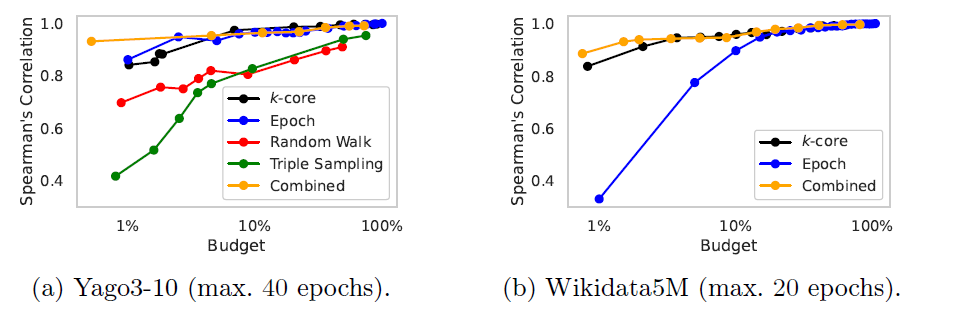 Spearman's Correlation
1.0
0.8
0.6
0.4
k-core
Epoch
Random Walk
Triple Sampling
Combined
1% 10% 100%
Budget
(a) Yago3-10 (max. 40 epochs).
Spearman's Correlation
1.0
0.8
0.6
0.4
k-core
Epoch
Combined
1% 10% 100%
Budget
(b) Wikidata5M (max. 20 epochs).